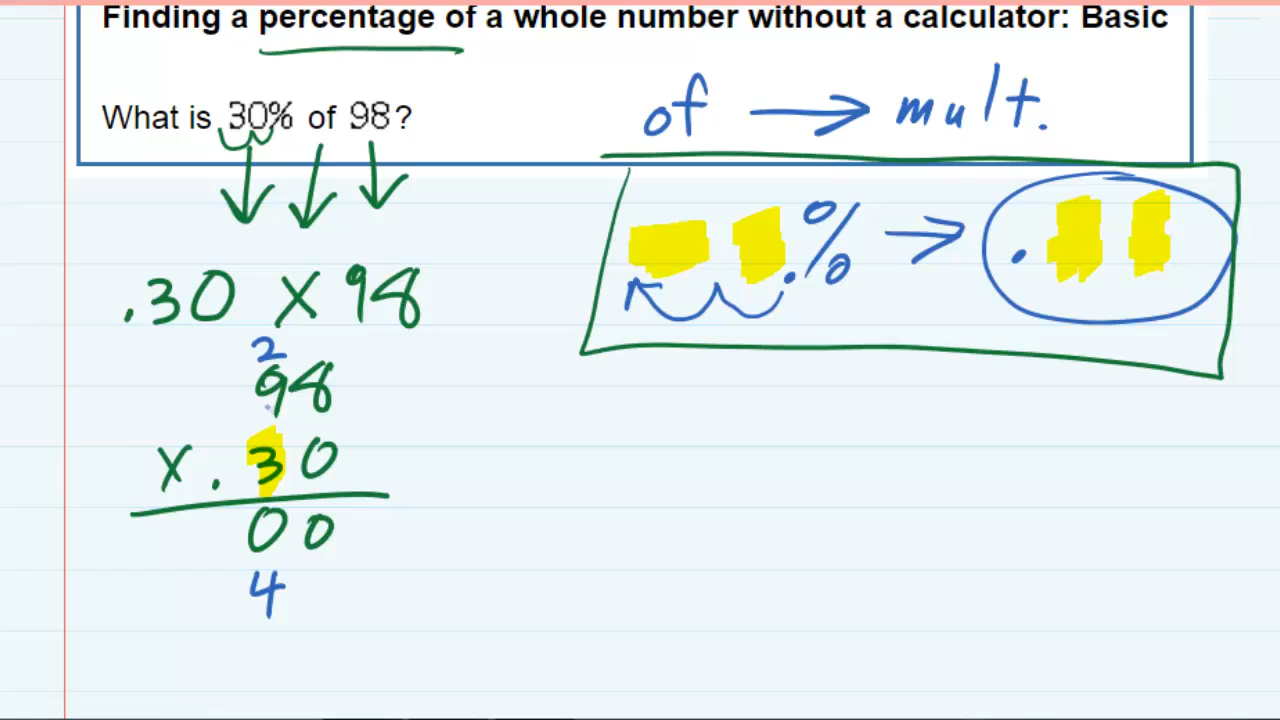 Finding a percentage of a whole number without a calculator: Basic
What is 30% of 98?
of → mult.
.% → .
.30 x 98
2
98
x .30
00
4